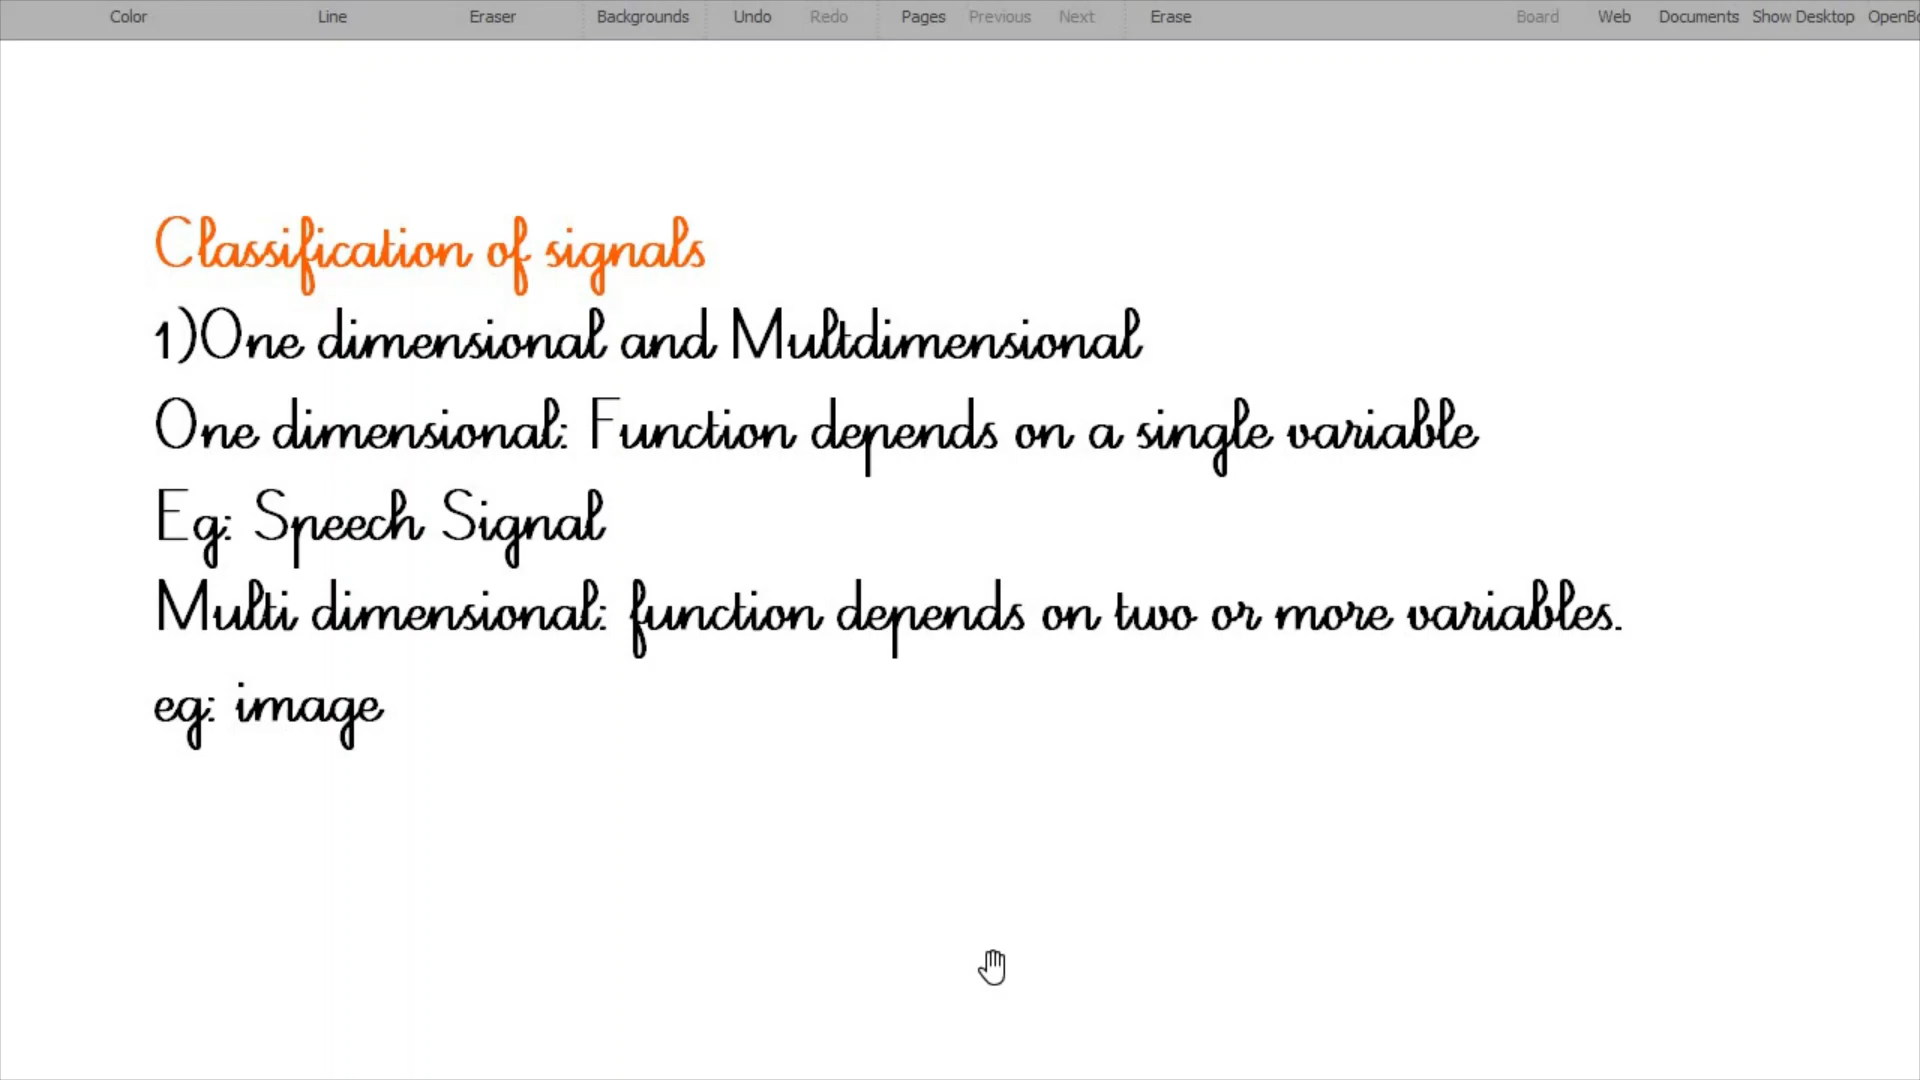 Color Line Eraser Backgrounds Undo Redo Pages Previous Next Erase Board Web Documents Show Desktop OpenBo
Classification of signals
1)One dimensional and Multdimensional
One dimensional: Function depends on a single variable
Eg: Speech Signal
Multi dimensional: function depends on two or more variables.
eg: image